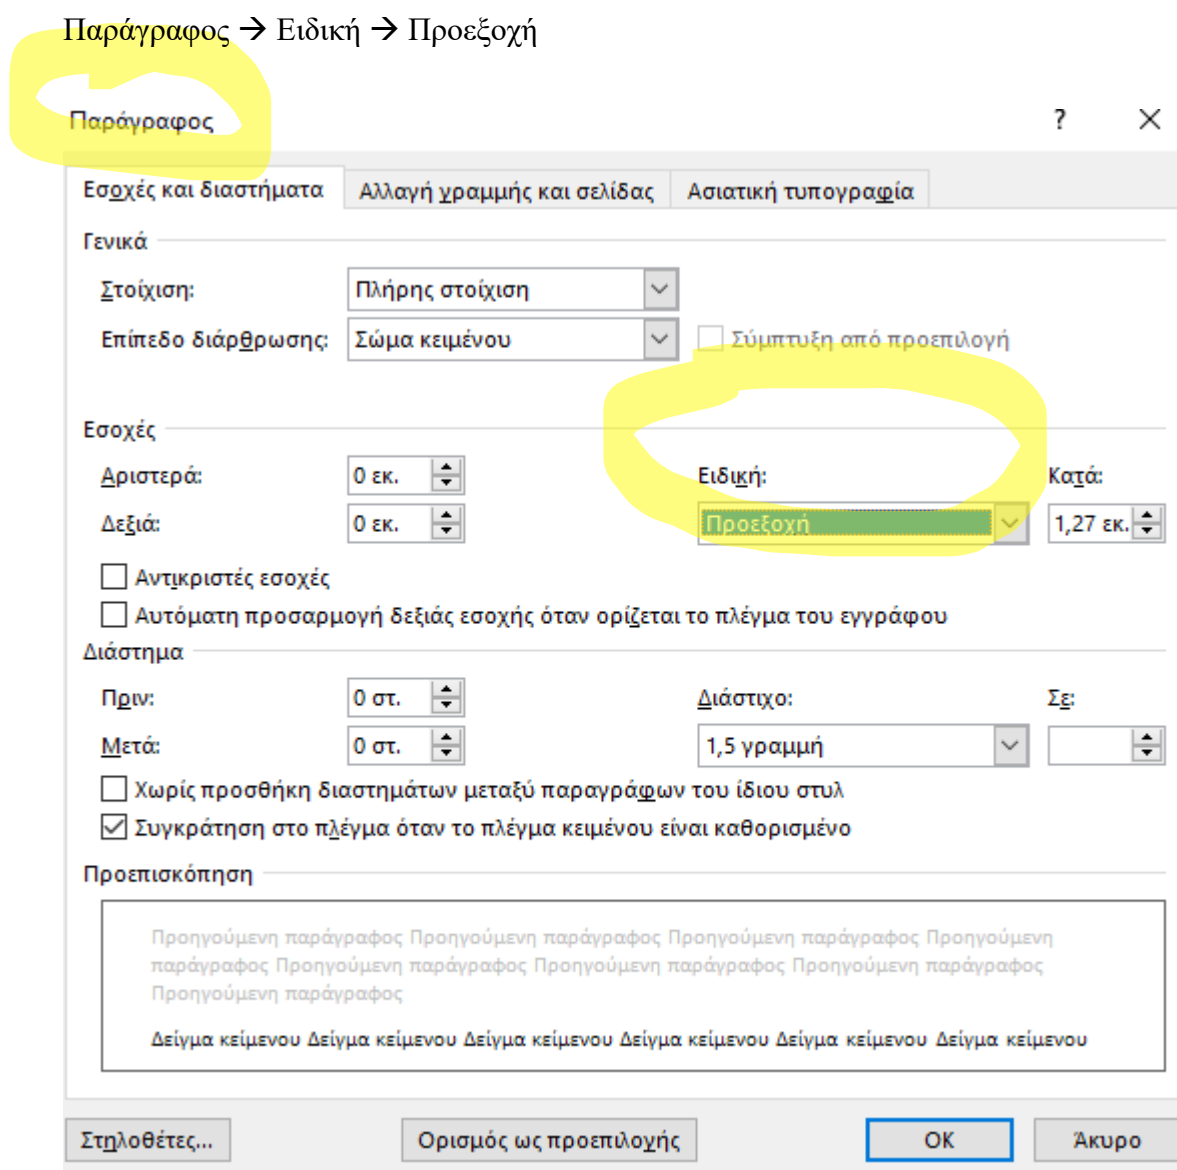 Παράγραφος → Ειδική → Προεξοχή
Παράγραφος ?
Εσοχές και διαστήματα Αλλαγή γραμμής και σελίδας Ασιατική τυπογραφία
Γενικά
Στοίχιση: Πλήρης στοίχιση
Επίπεδο διάρθρωσης: Σώμα κειμένου Σύμπτυξη από προεπιλογή
Εσοχές
Αριστερά: 0 εκ. Ειδική: Κατά:
Δεξιά: 0 εκ. Προεξοχή 1,27 εκ.
Αντικριστές εσοχές
Αυτόματη προσαρμογή δεξιάς εσοχής όταν ορίζεται το πλέγμα του εγγράφου
Διάστημα
Πριν: 0 στ. Διάστιχο: Σε:
Μετά: 0 στ. 1,5 γραμμή
Χωρίς προσθήκη διαστημάτων μεταξύ παραγράφων του ίδιου στυλ
Συγκράτηση στο πλέγμα όταν το πλέγμα κειμένου είναι καθορισμένο
Προεπισκόπηση
Προηγούμενη παράγραφος Προηγούμενη παράγραφος Προηγούμενη παράγραφος Προηγούμενη
παράγραφος Προηγούμενη παράγραφος Προηγούμενη παράγραφος Προηγούμενη παράγραφος
Προηγούμενη παράγραφος
Δείγμα κείμενου Δείγμα κείμενου Δείγμα κείμενου Δείγμα κείμενου Δείγμα κείμενου Δείγμα κείμενου
Στηλοθέτες... Ορισμός ως προεπιλογής OK Άκυρο